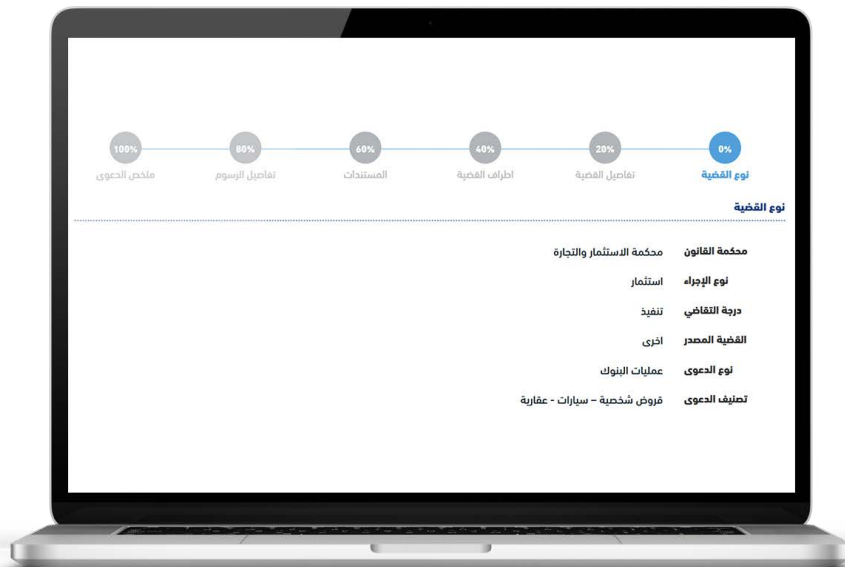 0% 20% 40% 60% 80% 100%
نوع القضية تفاصيل القضية اطراف القضية المستندات تفاصيل الرسوم ملخص الدعوى
نوع القضية
محكمة القانون محكمة الاستثمار والتجارة
نوع الإجراء استثمار
درجة التقاضي تنفيذ
القضية المصدر اخرى
نوع الدعوى عمليات البنوك
تصنيف الدعوى قروض شخصية – سيارات - عقارية